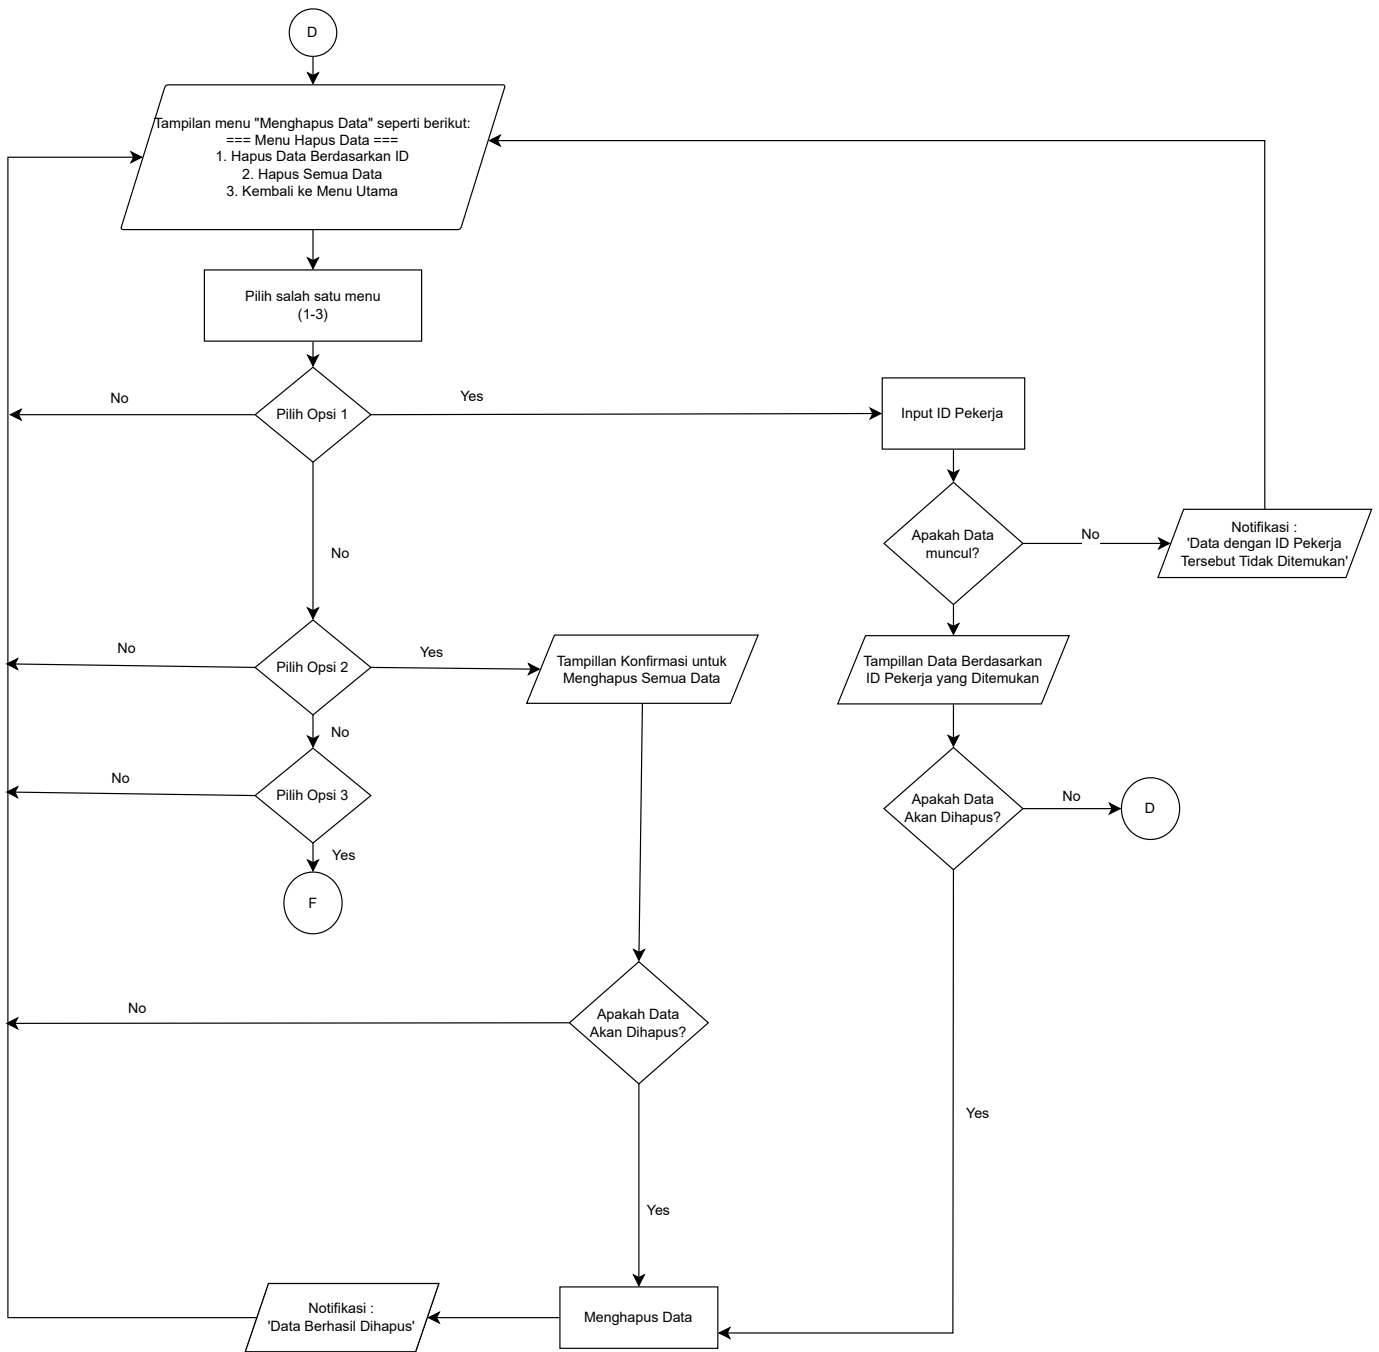 D
Tampilan menu "Menghapus Data" seperti berikut:
=== Menu Hapus Data ===
1. Hapus Data Berdasarkan ID
2. Hapus Semua Data
3. Kembali ke Menu Utama
Pilih salah satu menu
(1-3)
No
Pilih Opsi 1
Yes
Input ID Pekerja
No
Apakah Data
muncul?
No
Notifikasi :
'Data dengan ID Pekerja
Tersebut Tidak Ditemukan'
No
Pilih Opsi 2
Yes
Tampillan Konfirmasi untuk
Menghapus Semua Data
Tampillan Data Berdasarkan
ID Pekerja yang Ditemukan
No
No
Pilih Opsi 3
Yes
F
Apakah Data
Akan Dihapus?
No
D
No
Apakah Data
Akan Dihapus?
Yes
Yes
Notifikasi :
'Data Berhasil Dihapus'
Menghapus Data